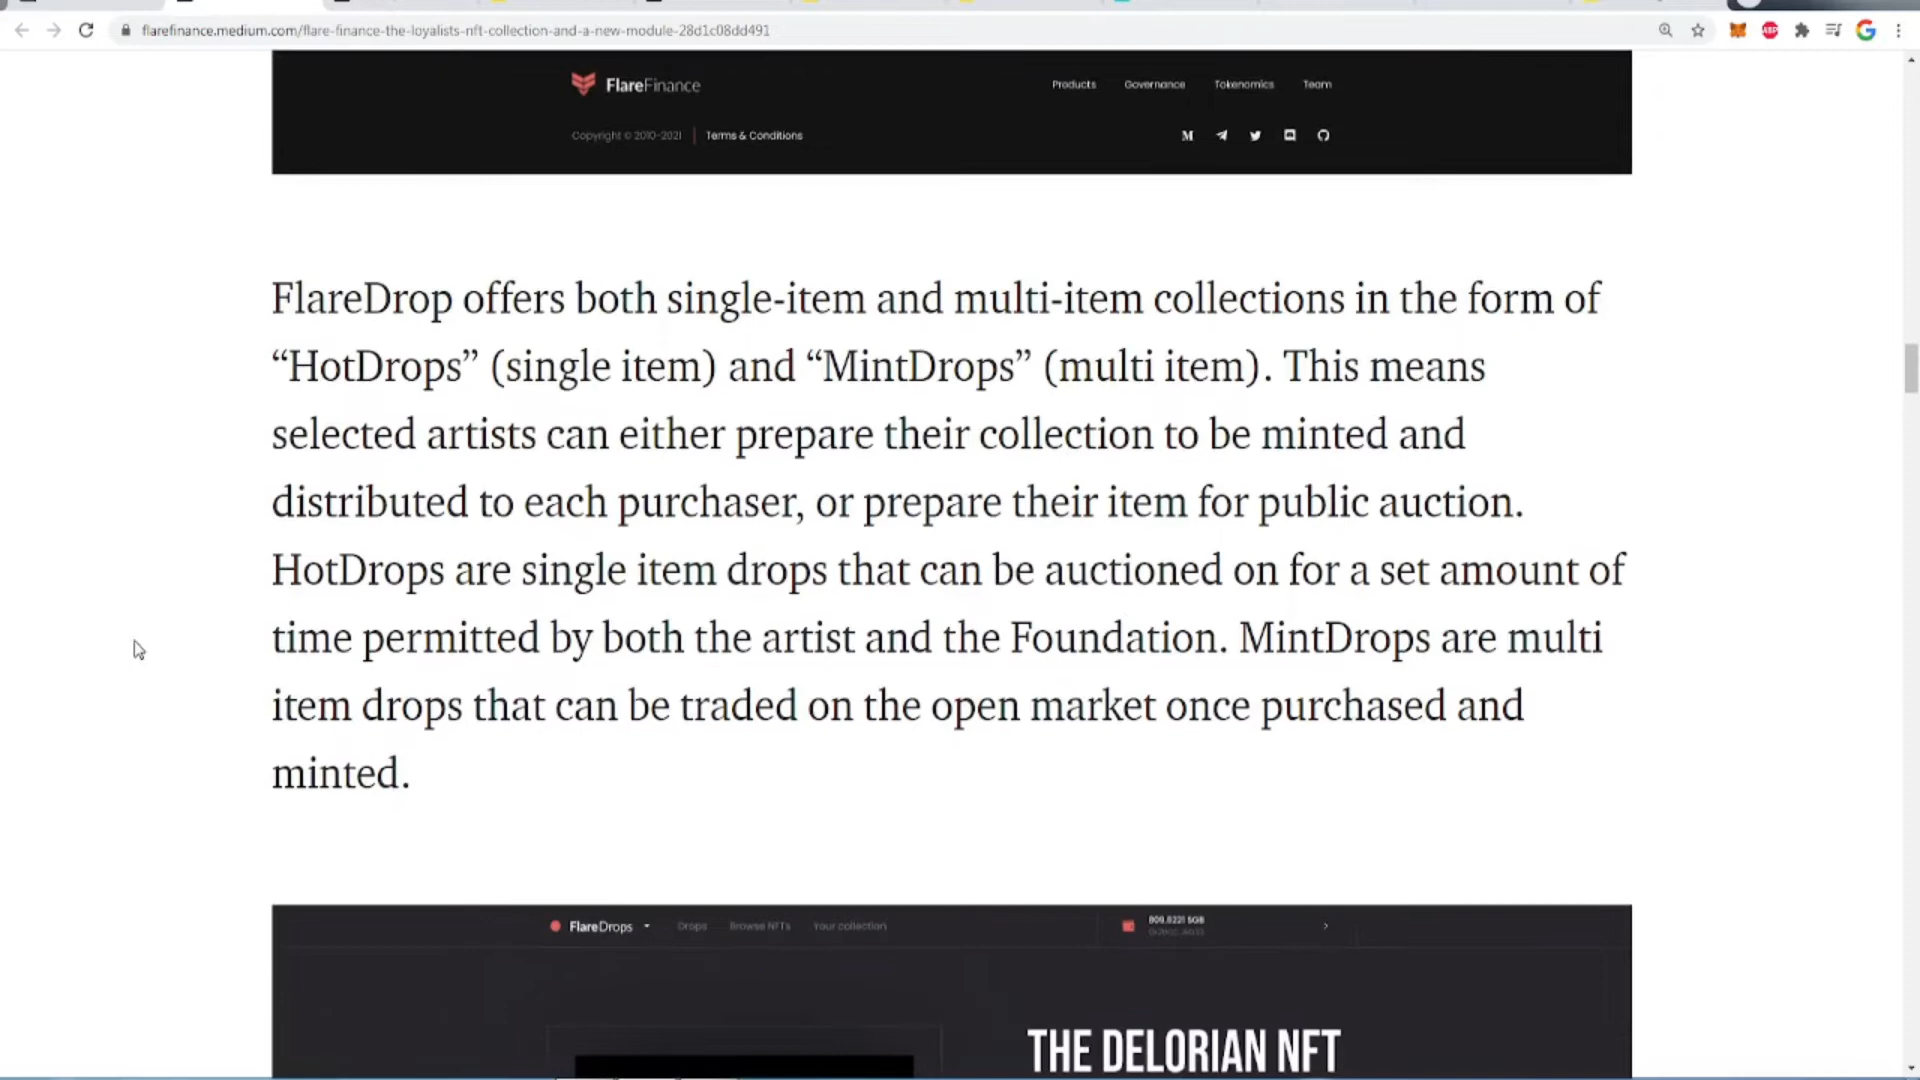 flarefinance.medium.com/flare-finance-the-loyalists-nft-collection-and-a-new-module-28d1c08dd491
ABP
FlareFinance
Products Governance Tokenomics Team
Copyright © 2010-2021 | Terms & Conditions
FlareDrop offers both single-item and multi-item collections in the form of
“HotDrops” (single item) and “MintDrops” (multi item). This means
selected artists can either prepare their collection to be minted and
distributed to each purchaser, or prepare their item for public auction.
HotDrops are single item drops that can be auctioned on for a set amount of
time permitted by both the artist and the Foundation. MintDrops are multi
item drops that can be traded on the open market once purchased and
minted.
FlareDrops Drops Browse NFTs Your collection
809.8221 SGB
THE DELORIAN NFT